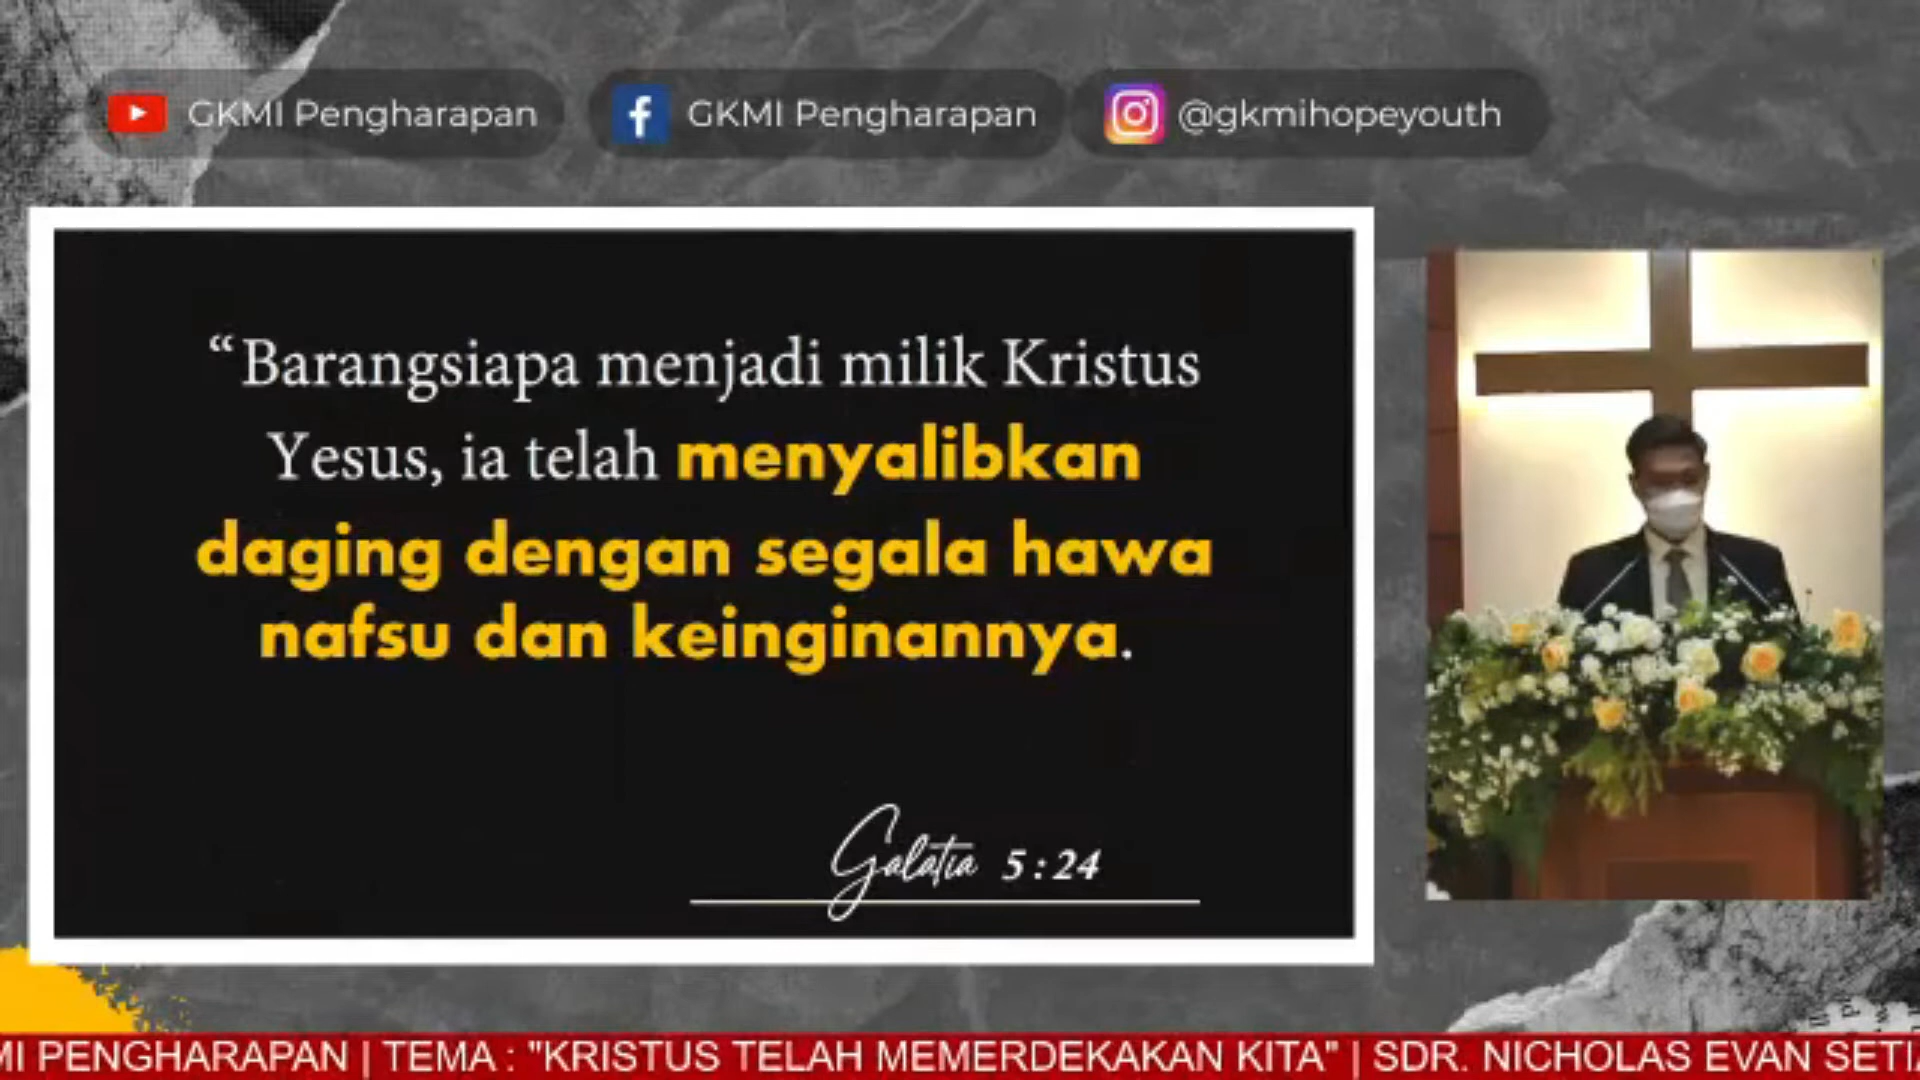 GKMI Pengharapan
GKMI Pengharapan
@gkmihopeyouth
“Barangsiapa menjadi milik Kristus
Yesus, ia telah menyalibkan
daging dengan segala hawa
nafsu dan keinginannya.
Galatia 5:24
PENGHARAPAN | TEMA : "KRISTUS TELAH MEMERDEKAKAN KITA" | SDR. NICHOLAS EVAN